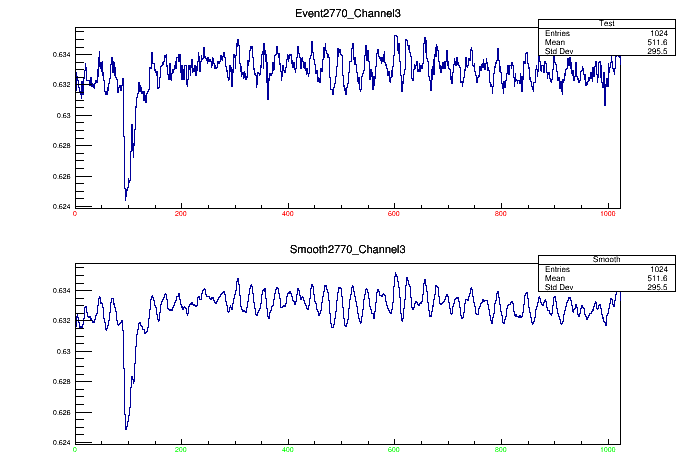 Event2770_Channel3
Test
Entries 1024
Mean 511.6
Std Dev 295.5
0.634
0.632
0.63
0.628
0.626
0.624
0 200 400 600 800 1000
Smooth2770_Channel3
Smooth
Entries 1024
Mean 511.6
Std Dev 295.5
0.634
0.632
0.63
0.628
0.626
0.624
0 200 400 600 800 1000